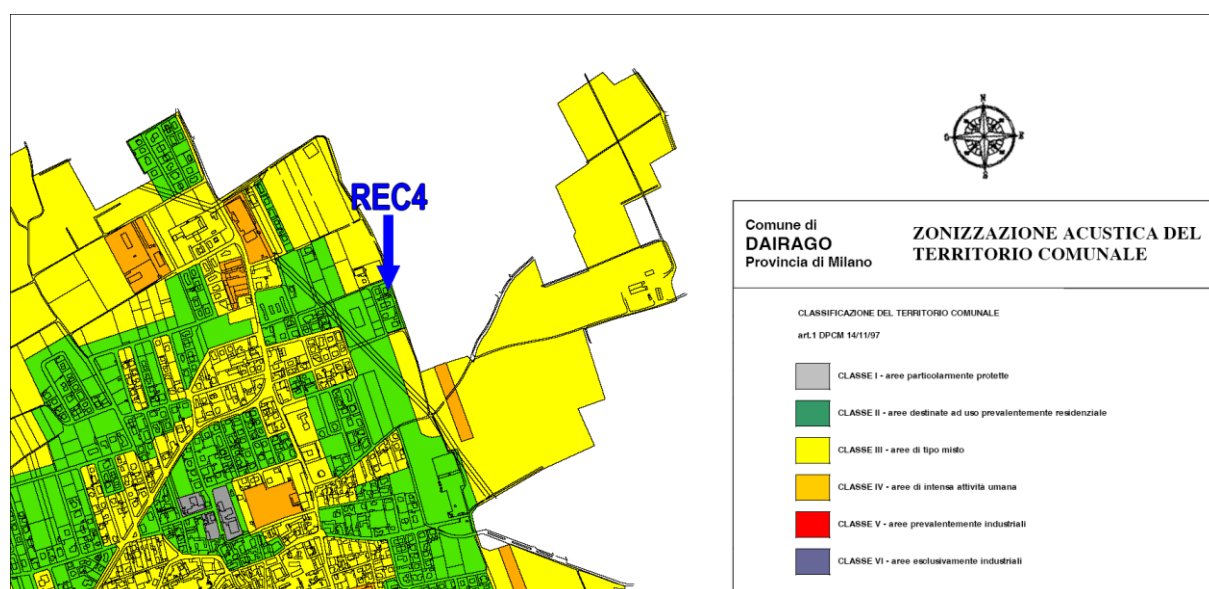 REC4
N
O
E
S
Comune di
DAIRAGO
Provincia di Milano
ZONIZZAZIONE ACUSTICA DEL
TERRITORIO COMUNALE
CLASSIFICAZIONE DEL TERRITORIO COMUNALE
art.1 DPCM 14/11/97
CLASSE I - aree particolarmente protette
CLASSE II - aree destinate ad uso prevalentemente residenziale
CLASSE III - aree di tipo misto
CLASSE IV - aree di intensa attività umana
CLASSE V - aree prevalentemente industriali
CLASSE VI - aree esclusivamente industriali